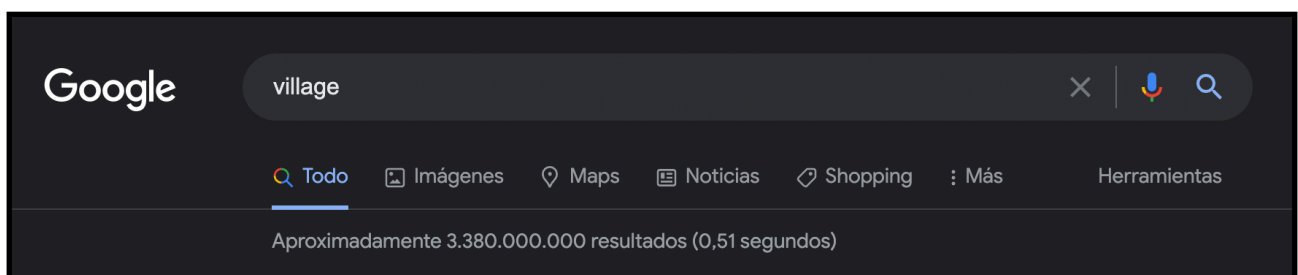 Google village
Todo Imágenes Maps Noticias Shopping Más Herramientas
Aproximadamente 3.380.000.000 resultados (0,51 segundos)